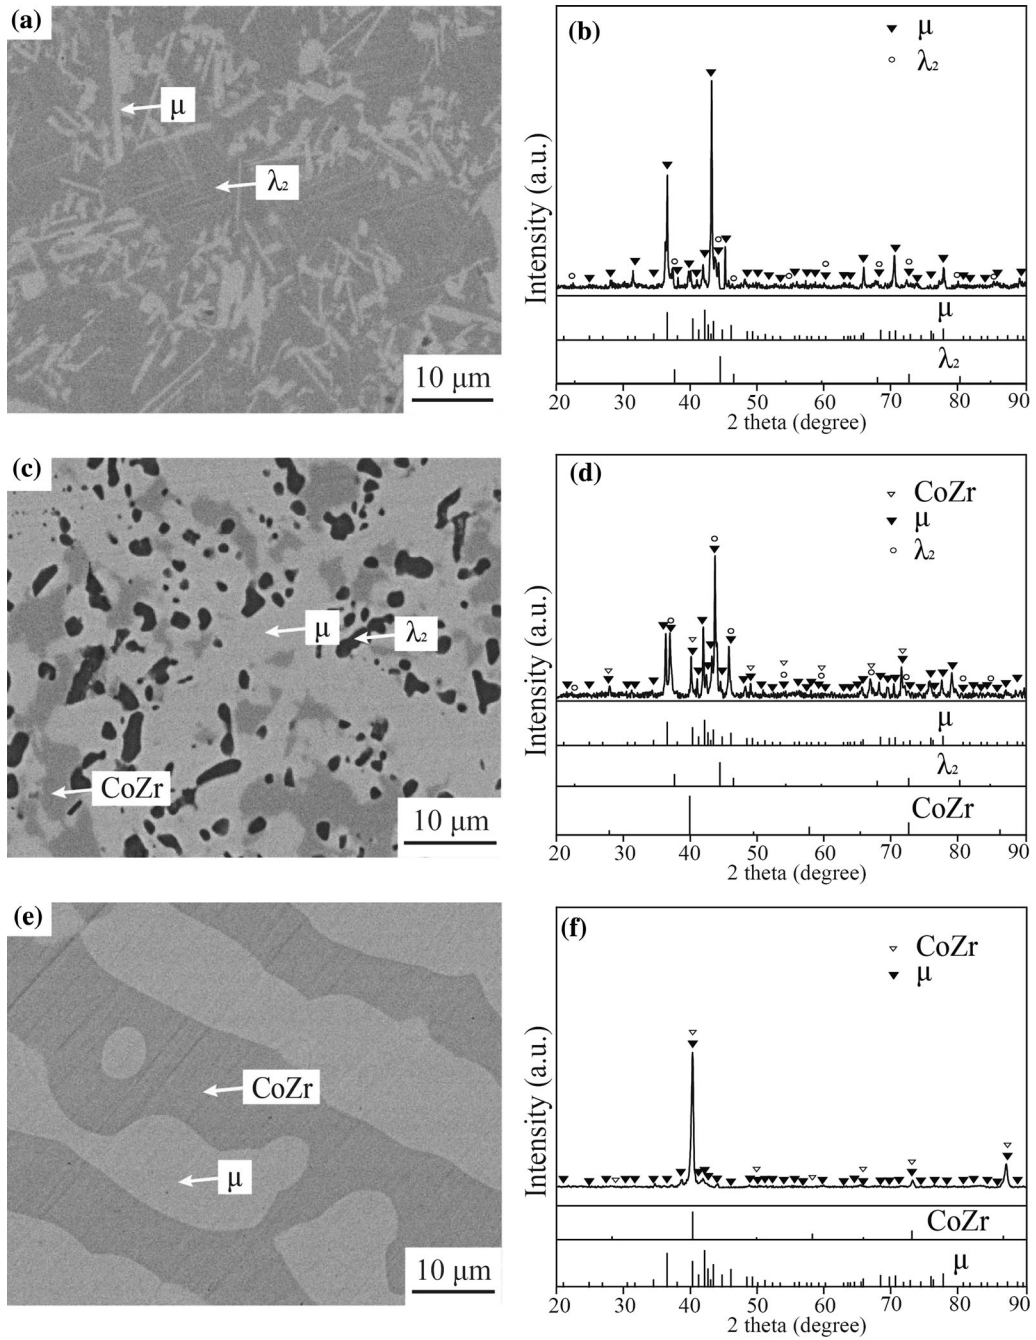 (a)
μ
λ₂
10 μm
(b)
μ
λ₂
Intensity (a.u.)
μ
λ₂
20 30 40 50 60 70 80 90
2 theta (degree)
(c)
μ
λ₂
CoZr
10 μm
(d)
CoZr
μ
λ₂
Intensity (a.u.)
μ
λ₂
CoZr
20 30 40 50 60 70 80 90
2 theta (degree)
(e)
CoZr
μ
10 μm
(f)
CoZr
μ
Intensity (a.u.)
CoZr
μ
20 30 40 50 60 70 80 90
2 theta (degree)